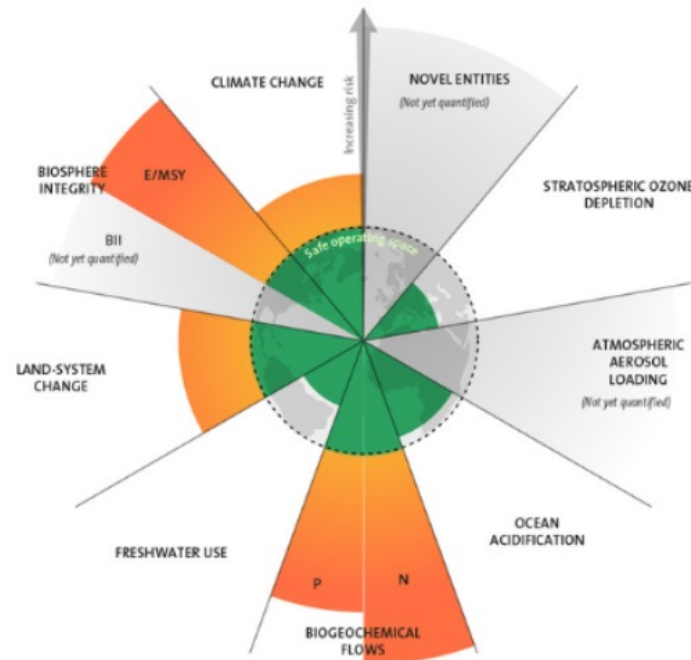 CLIMATE CHANGE
Increasing risk
NOVEL ENTITIES
(Not yet quantified)
BIOSPHERE
INTEGRITY
E/MSY
STRATOSPHERIC OZONE
DEPLETION
BII
(Not yet quantified)
Safe operating space
LAND-SYSTEM
CHANGE
ATMOSPHERIC
AEROSOL
LOADING
(Not yet quantified)
FRESHWATER USE
OCEAN
ACIDIFICATION
P
N
BIOGEOCHEMICAL
FLOWS